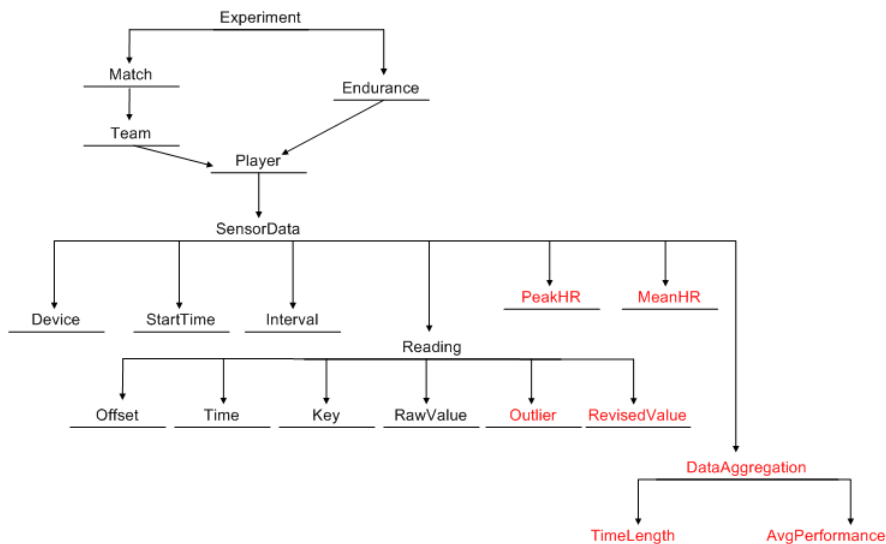 Experiment
Match
Endurance
Team
Player
SensorData
PeakHR
MeanHR
Device
StartTime
Interval
Reading
Offset
Time
Key
RawValue
Outlier
RevisedValue
DataAggregation
TimeLength
AvgPerformance